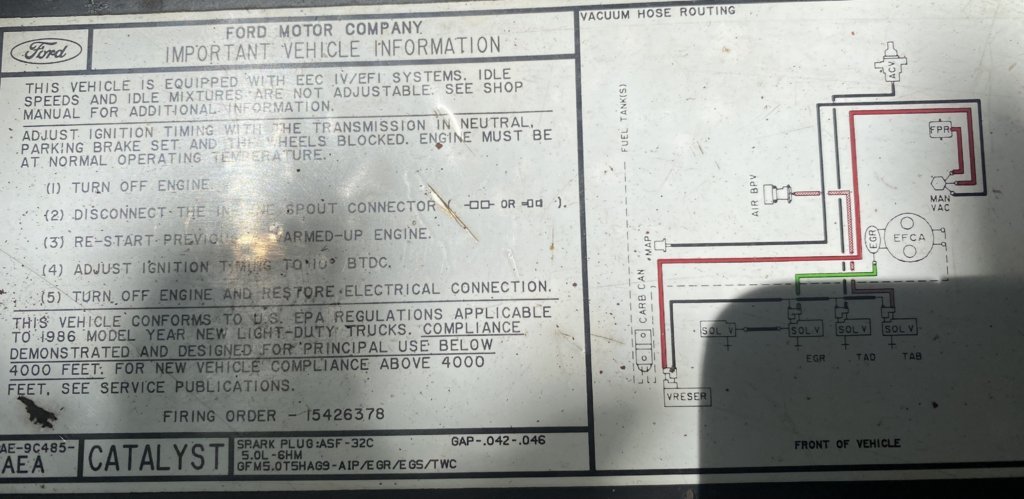 Ford
FORD MOTOR COMPANY
IMPORTANT VEHICLE INFORMATION
THIS VEHICLE IS EQUIPPED WITH EEC IV/EFI SYSTEMS. IDLE
SPEEDS AND IDLE MIXTURES ARE NOT ADJUSTABLE. SEE SHOP
MANUAL FOR ADDITIONAL INFORMATION.
ADJUST IGNITION TIMING WITH THE TRANSMISSION IN NEUTRAL,
PARKING BRAKE SET AND THE WHEELS BLOCKED. ENGINE MUST BE
AT NORMAL OPERATING TEMPERATURE.
(1) TURN OFF ENGINE.
(2) DISCONNECT THE IN-LINE SPOUT CONNECTOR ( OR ).
(3) RE-START PREVIOUSLY WARMED-UP ENGINE.
(4) ADJUST IGNITION TIMING TO 10° BTDC.
(5) TURN OFF ENGINE AND RESTORE ELECTRICAL CONNECTION.
THIS VEHICLE CONFORMS TO U.S. EPA REGULATIONS APPLICABLE
TO 1986 MODEL YEAR NEW LIGHT-DUTY TRUCKS. COMPLIANCE
DEMONSTRATED AND DESIGNED FOR PRINCIPAL USE BELOW
4000 FEET. FOR NEW VEHICLE COMPLIANCE ABOVE 4000
FEET, SEE SERVICE PUBLICATIONS.
FIRING ORDER - 15426378
AE-9C485-
AEA
CATALYST
SPARK PLUG:ASF-32C GAP-.042-.046
5.0L-6HM
GFM5.0T5HAG9-AIP/EGR/EGS/TWC
VACUUM HOSE ROUTING
ACV
FUEL TANK(S)
FPR
AIR BPV
MAN
VAC
MAP
EGR
EFCA
CARB CAN
SOL V
SOL V
SOL V
SOL V
EGR
TAD
TAB
VRESER
FRONT OF VEHICLE